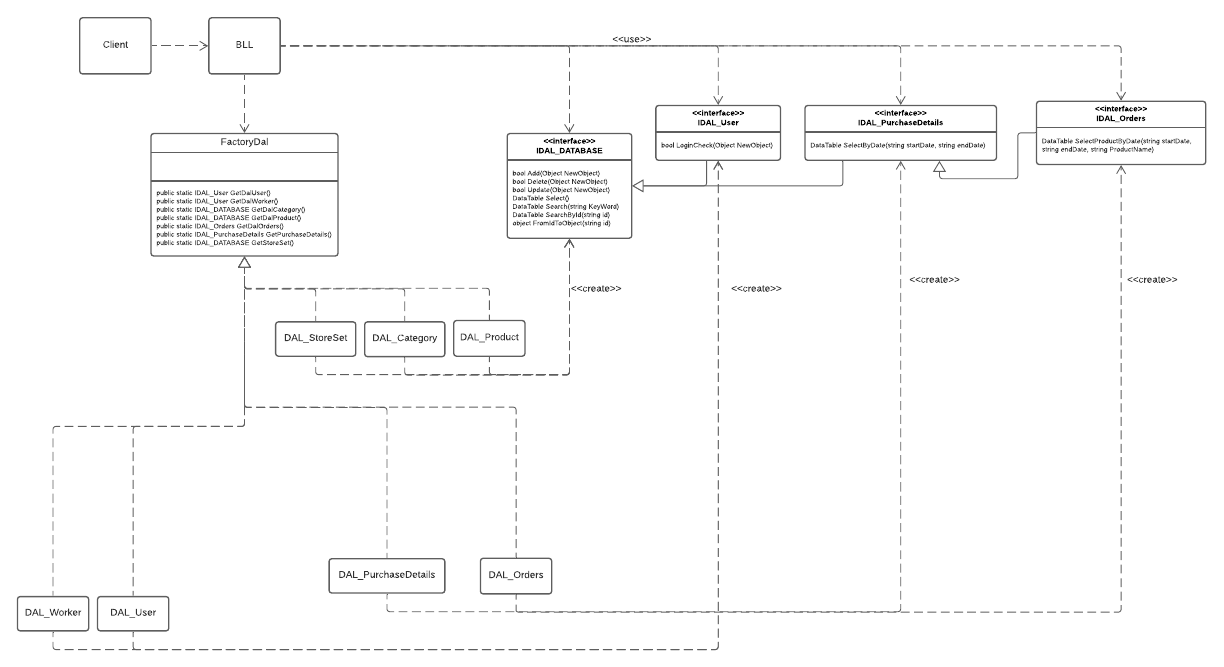 Client
BLL
<<use>>
FactoryDal
public static IDAL_User GetDalUser()
public static IDAL_User GetDalWorker()
public static IDAL_DATABASE GetDalCategory()
public static IDAL_DATABASE GetDalProduct()
public static IDAL_Orders GetDalOrders()
public static IDAL_PurchaseDetails GetPurchaseDetails()
public static IDAL_DATABASE GetStoreSet()
<<interface>>
IDAL_DATABASE
bool Add(Object NewObject)
bool Delete(Object NewObject)
bool Update(Object NewObject)
DataTable Select()
DataTable Search(string KeyWord)
DataTable SearchById(string id)
object FromIdToObject(string id)
<<interface>>
IDAL_User
bool LoginCheck(Object NewObject)
<<interface>>
IDAL_PurchaseDetails
DataTable SelectByDate(string startDate, string endDate)
<<interface>>
IDAL_Orders
DataTable SelectProductByDate(string startDate,
string endDate, string ProductName)
<<create>>
<<create>>
<<create>>
<<create>>
DAL_StoreSet
DAL_Category
DAL_Product
DAL_PurchaseDetails
DAL_Orders
DAL_Worker
DAL_User